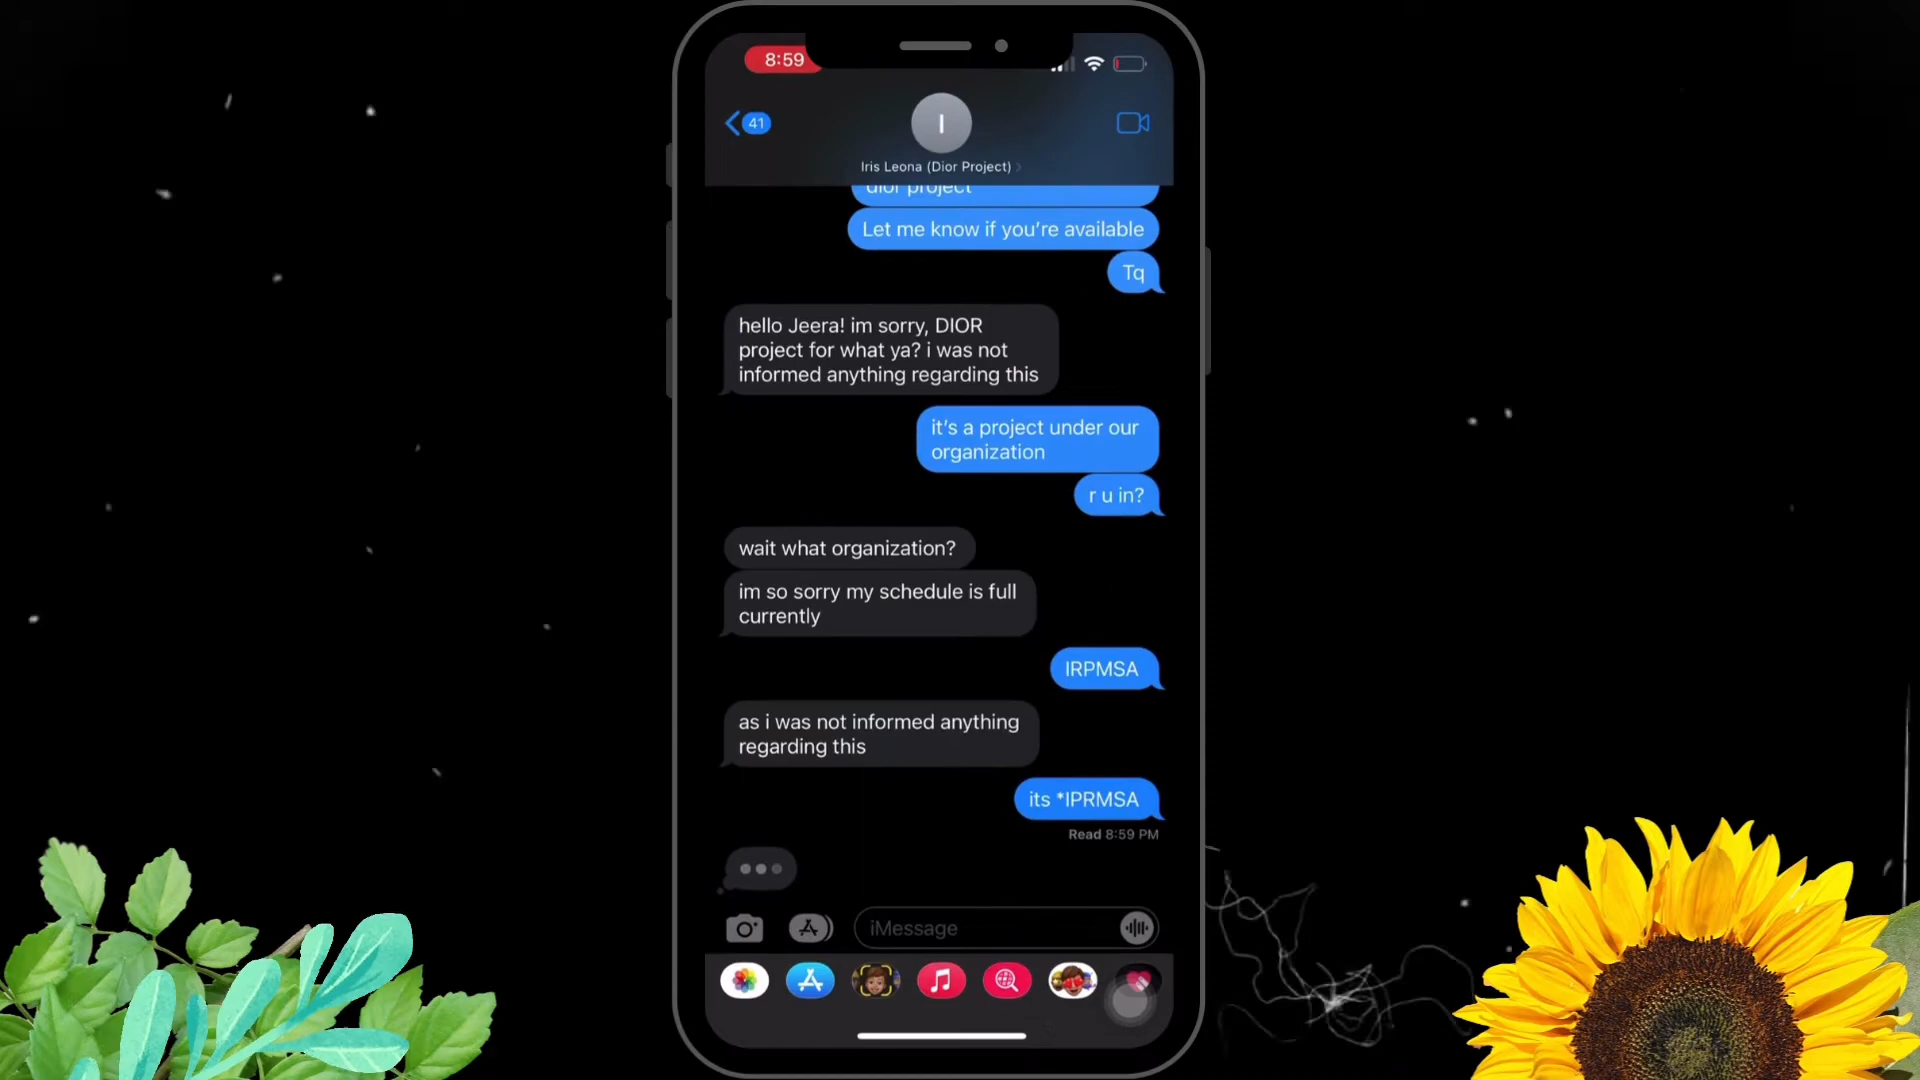 8:59
41
I
Iris Leona (Dior Project)
dior project
Let me know if you're available
Tq
hello Jeera! im sorry, DIOR
project for what ya? i was not
informed anything regarding this
it's a project under our
organization
r u in?
wait what organization?
im so sorry my schedule is full
currently
IRPMSA
as i was not informed anything
regarding this
its *IPRMSA
Read 8:59 PM
iMessage